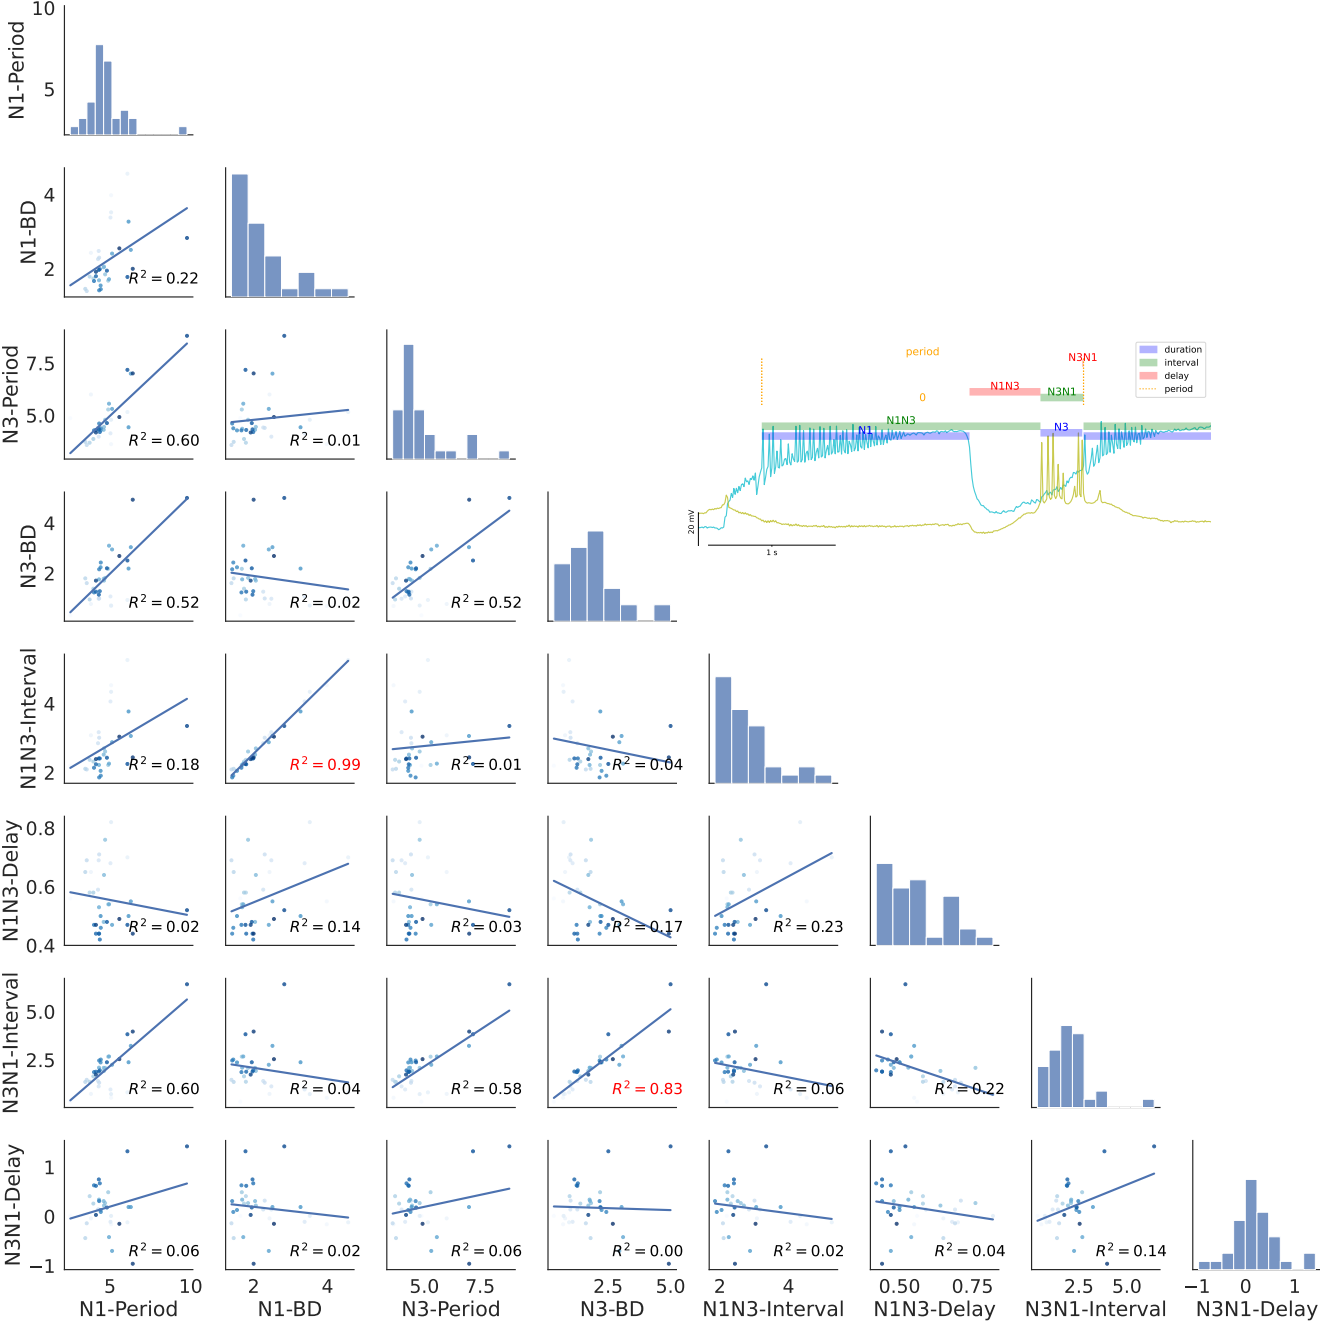 10
5
N1-Period
4
2
N1-BD
R² = 0.22
7.5
5.0
N3-Period
R² = 0.60
R² = 0.01
period
0
N1N3
N3N1
N3N1
N1N3
N1
N3
duration
interval
delay
period
20 mV
1 s
4
2
N3-BD
R² = 0.52
R² = 0.02
R² = 0.52
4
2
N1N3-Interval
R² = 0.18
R² = 0.99
R² = 0.01
R² = 0.04
0.8
0.6
0.4
N1N3-Delay
R² = 0.02
R² = 0.14
R² = 0.03
R² = 0.17
R² = 0.23
5.0
2.5
N3N1-Interval
R² = 0.60
R² = 0.04
R² = 0.58
R² = 0.83
R² = 0.06
R² = 0.22
1
0
−1
N3N1-Delay
R² = 0.06
R² = 0.02
R² = 0.06
R² = 0.00
R² = 0.02
R² = 0.04
R² = 0.14
5 10 2 4 5.0 7.5 2.5 5.0 2 4 0.50 0.75 2.5 5.0 −1 0 1
N1-Period N1-BD N3-Period N3-BD N1N3-Interval N1N3-Delay N3N1-Interval N3N1-Delay